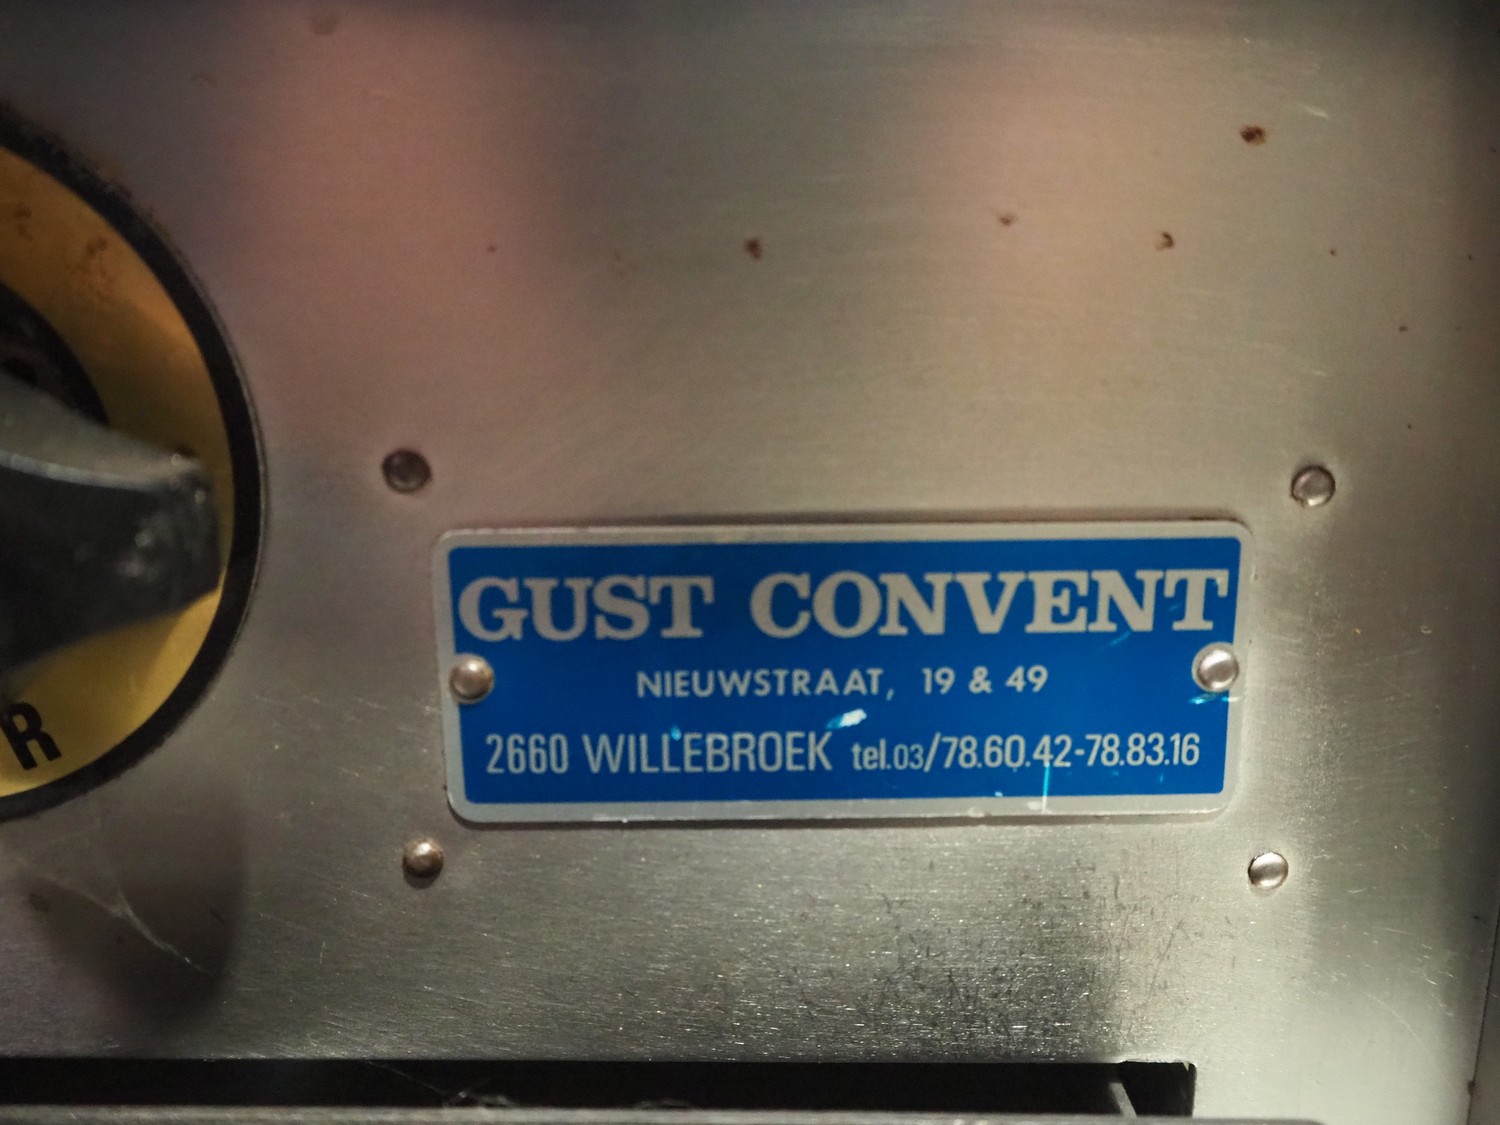 GUST CONVENT
NIEUWSTRAAT, 19 & 49
2660 WILLEBROEK tel.03/78.60.42-78.83.16
R